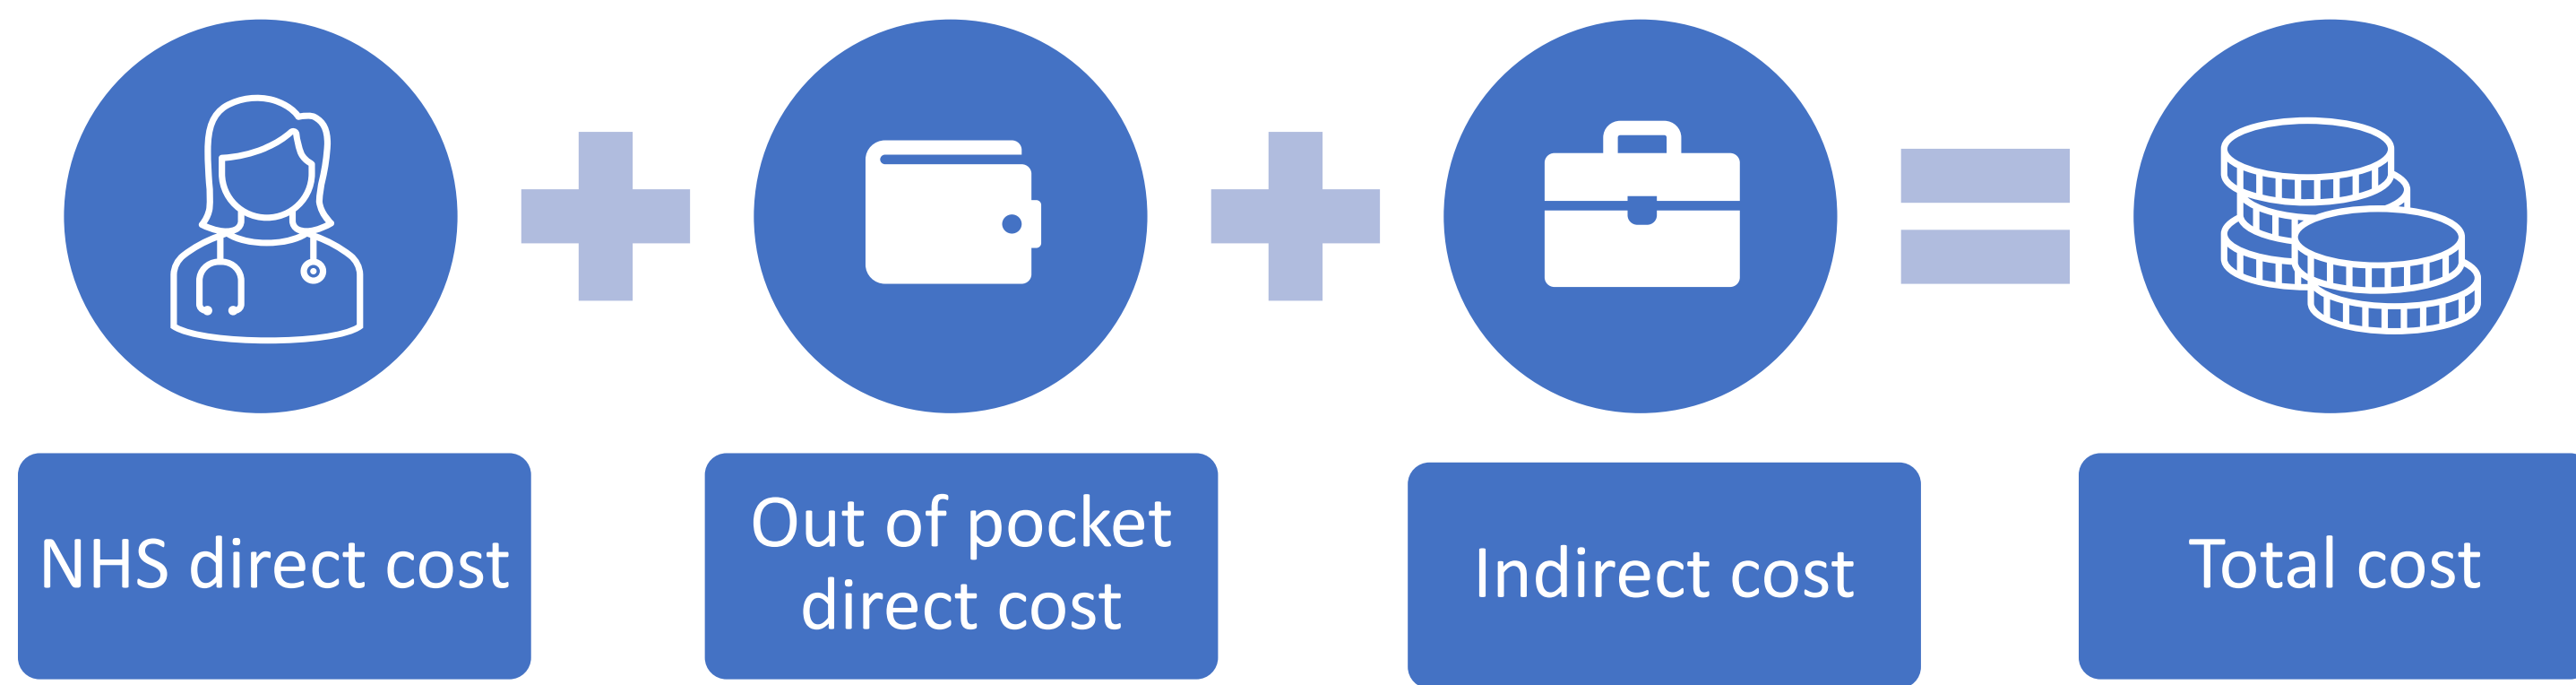 NHS direct cost
Out of pocket
direct cost
Indirect cost
Total cost